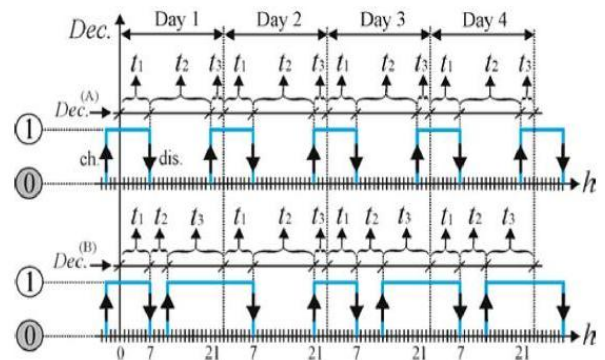 Dec. Day 1 Day 2 Day 3 Day 4
t1 t2 t3 t1 t2 t3 t1 t2 t3 t1 t2 t3
Dec. (A)
1
ch. dis.
0 h
t1 t2 t3 t1 t2 t3 t1 t2 t3 t1 t2 t3
Dec. (B)
1
0 h
0 7 21 7 21 7 21 7 21